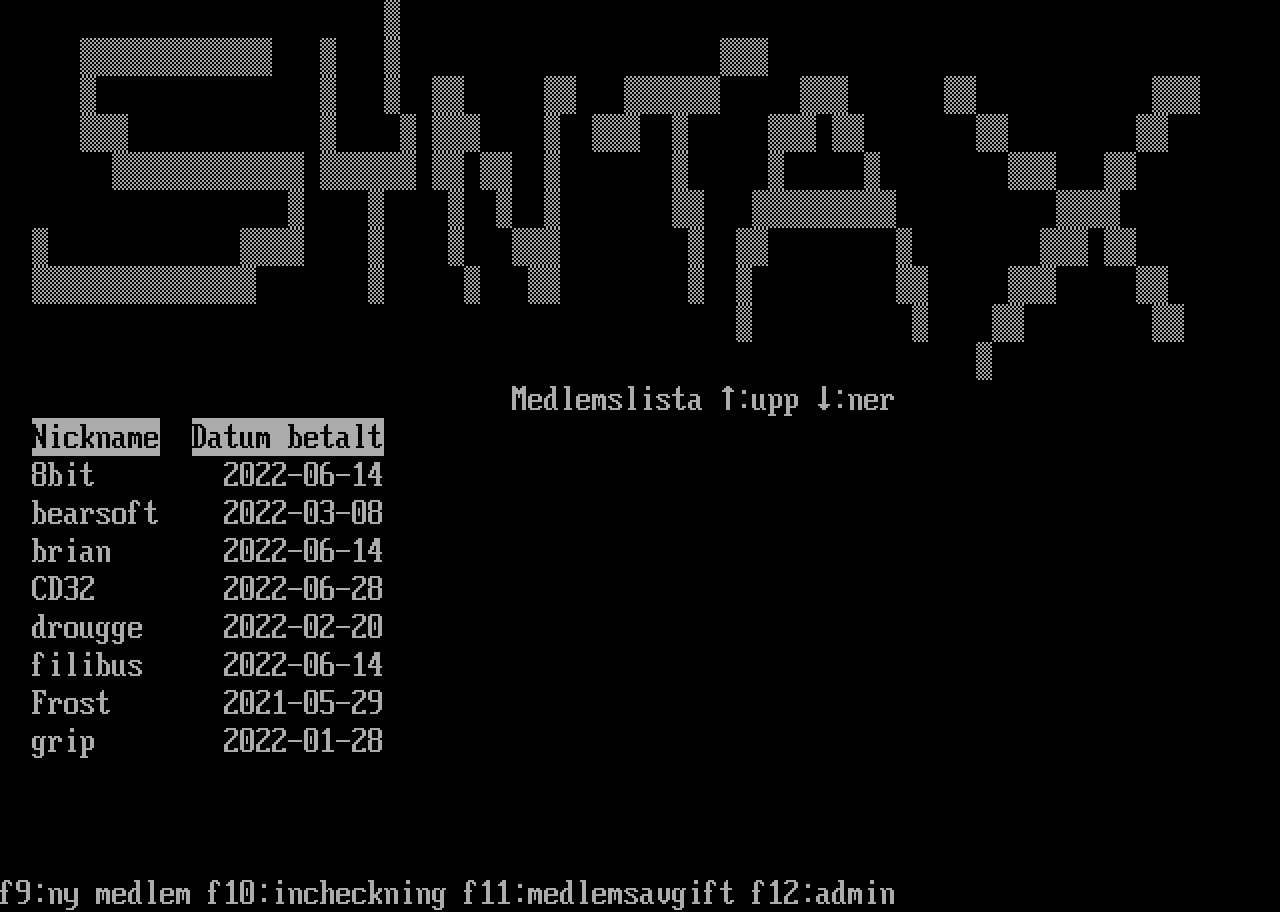 SYNTAX
Medlemslista ↑:upp ↓:ner
Nickname Datum betalt
8bit 2022-06-14
bearsoft 2022-03-08
brian 2022-06-14
CD32 2022-06-28
drougge 2022-02-20
filibus 2022-06-14
Frost 2021-05-29
grip 2022-01-28
f9:ny medlem f10:incheckning f11:medlemsavgift f12:admin